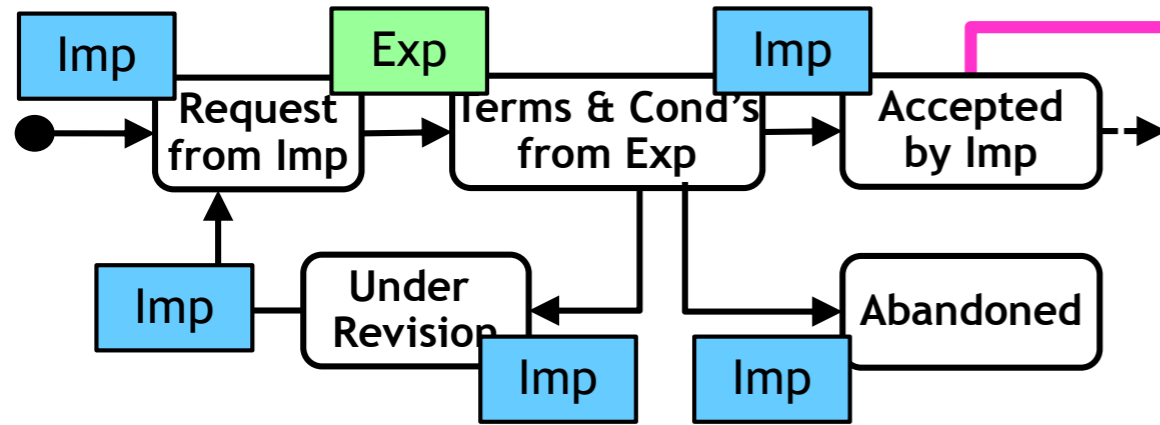 Imp
Exp
Imp
Request
from Imp
Terms & Cond's
from Exp
Accepted
by Imp
Imp
Under
Revision
Imp
Imp
Abandoned